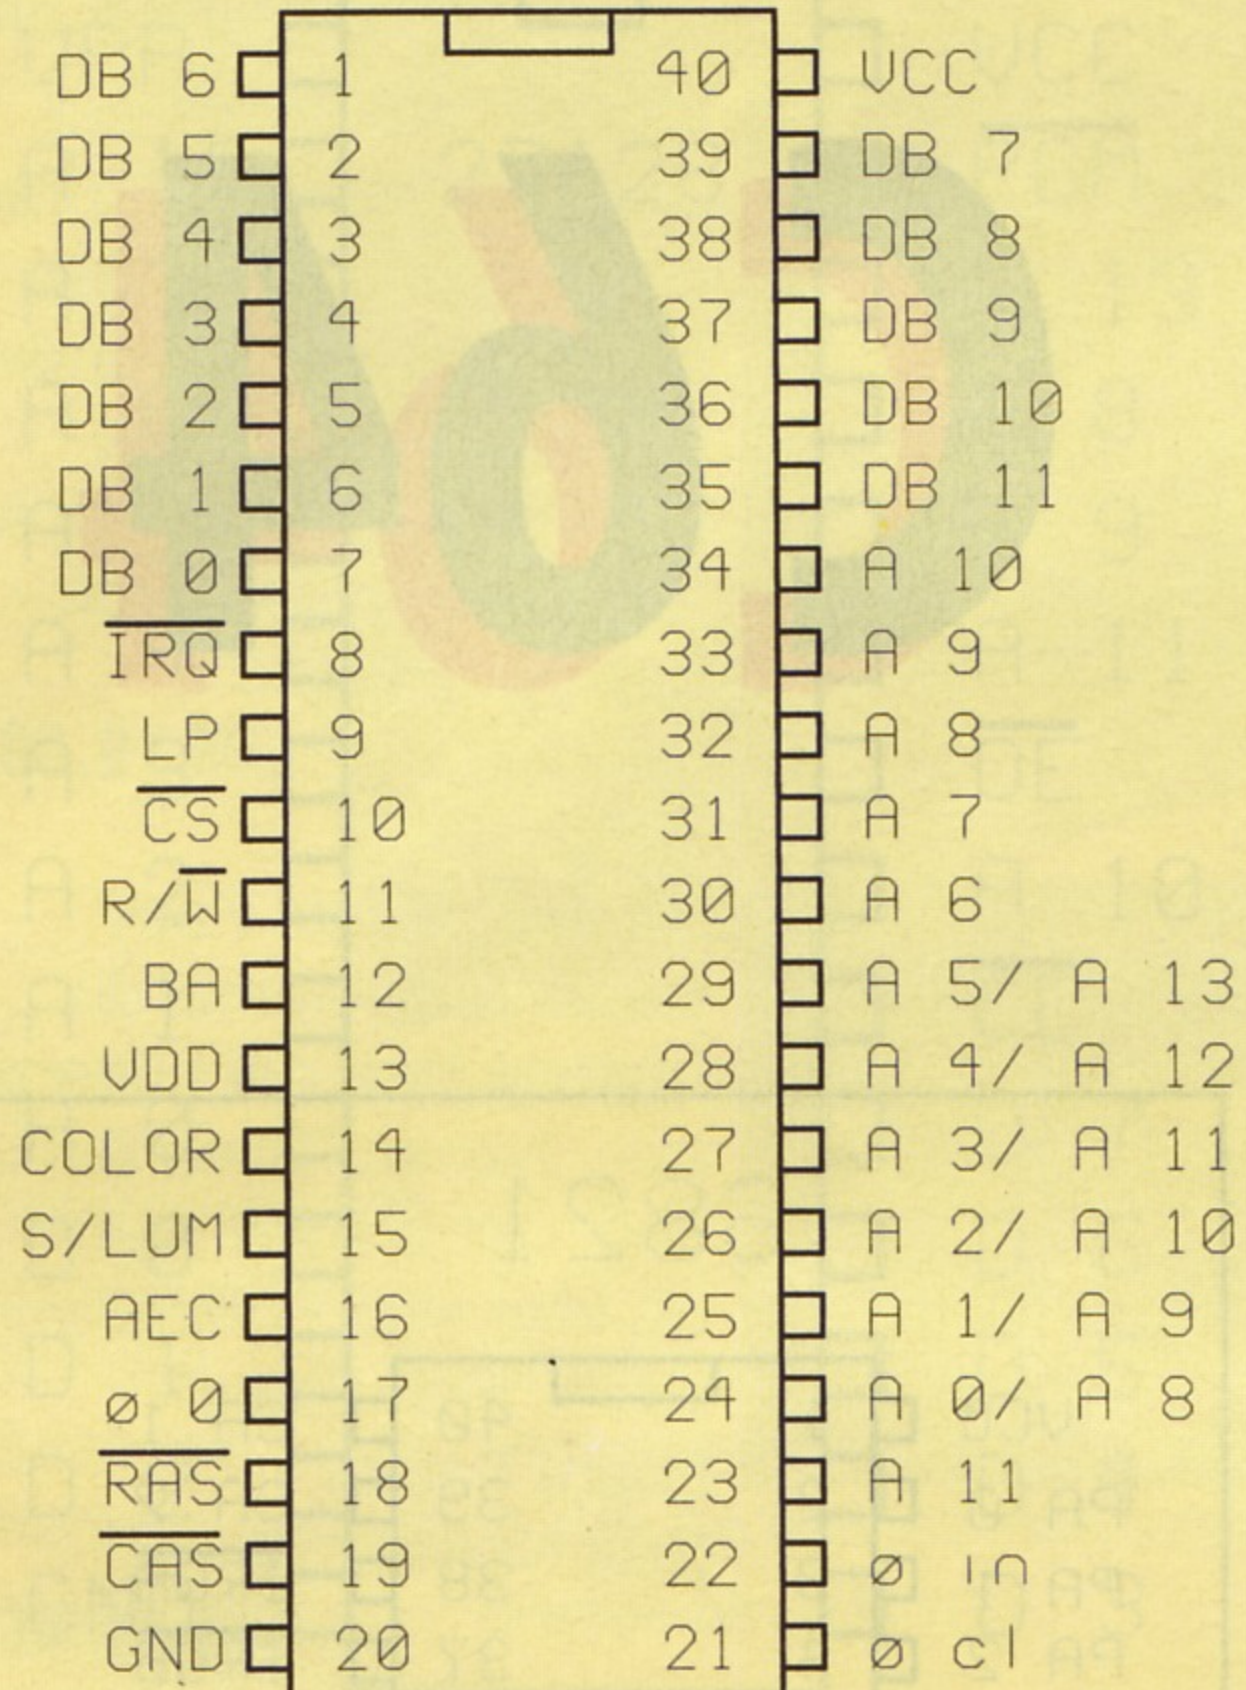 DB 6 1 40 VCC
DB 5 2 39 DB 7
DB 4 3 38 DB 8
DB 3 4 37 DB 9
DB 2 5 36 DB 10
DB 1 6 35 DB 11
DB 0 7 34 A 10
IRQ 8 33 A 9
LP 9 32 A 8
CS 10 31 A 7
R/W 11 30 A 6
BA 12 29 A 5/ A 13
VDD 13 28 A 4/ A 12
COLOR 14 27 A 3/ A 11
S/LUM 15 26 A 2/ A 10
AEC 16 25 A 1/ A 9
ø 0 17 24 A 0/ A 8
RAS 18 23 A 11
CAS 19 22 ø in
GND 20 21 ø cl